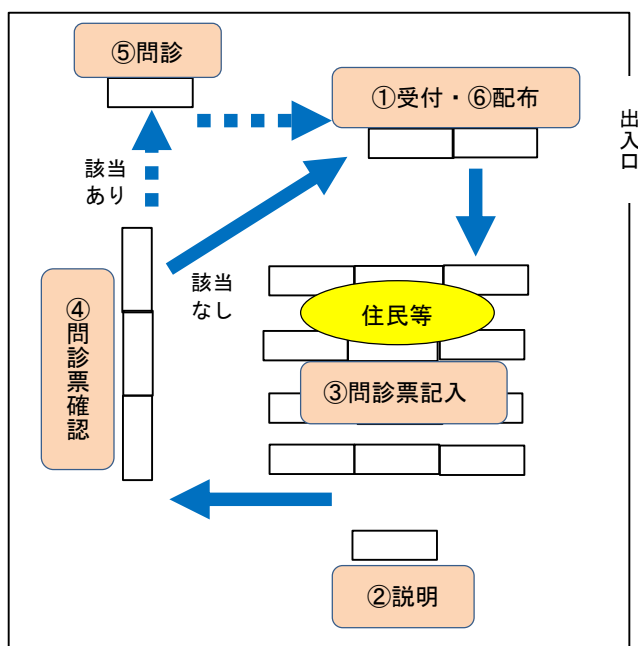 ⑤問診
①受付・⑥配布
出入口
該当
あり
該当
なし
住民等
④問診票確認
③問診票記入
②説明